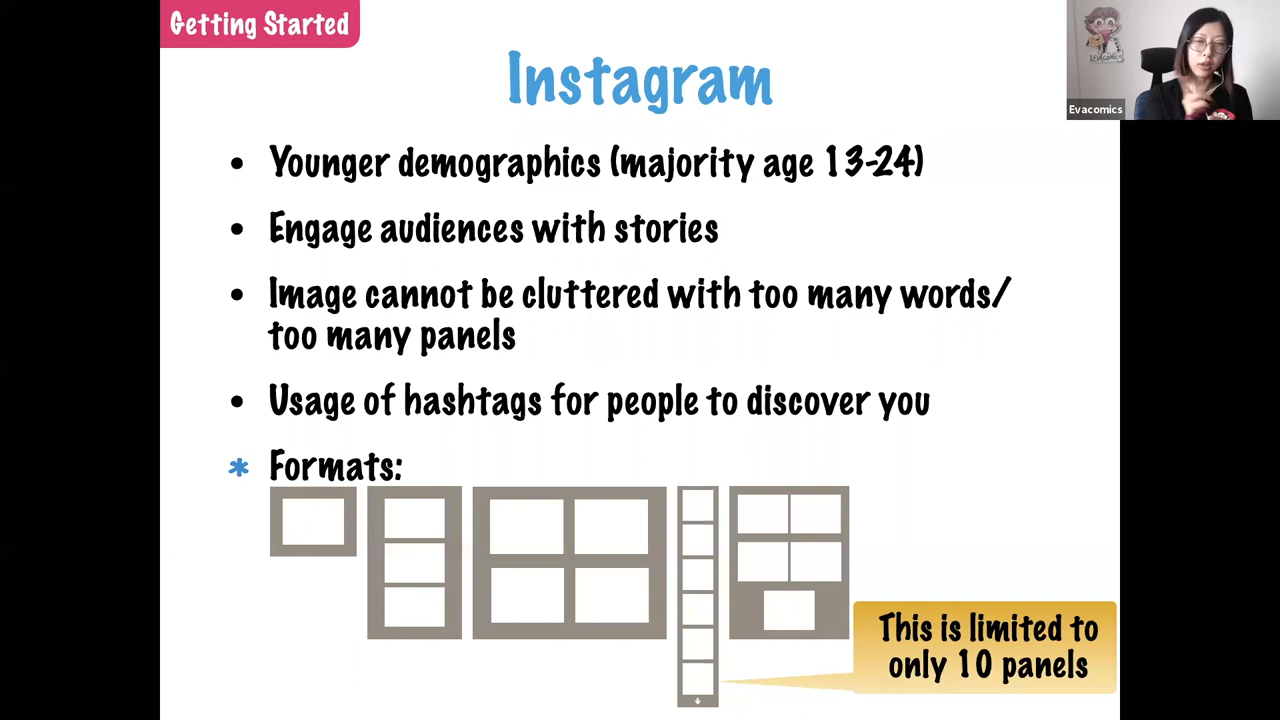 Getting Started
Instagram
• Younger demographics (majority age 13-24)
• Engage audiences with stories
• Image cannot be cluttered with too many words/
too many panels
• Usage of hashtags for people to discover you
* Formats:
This is limited to
only 10 panels
Evacomics